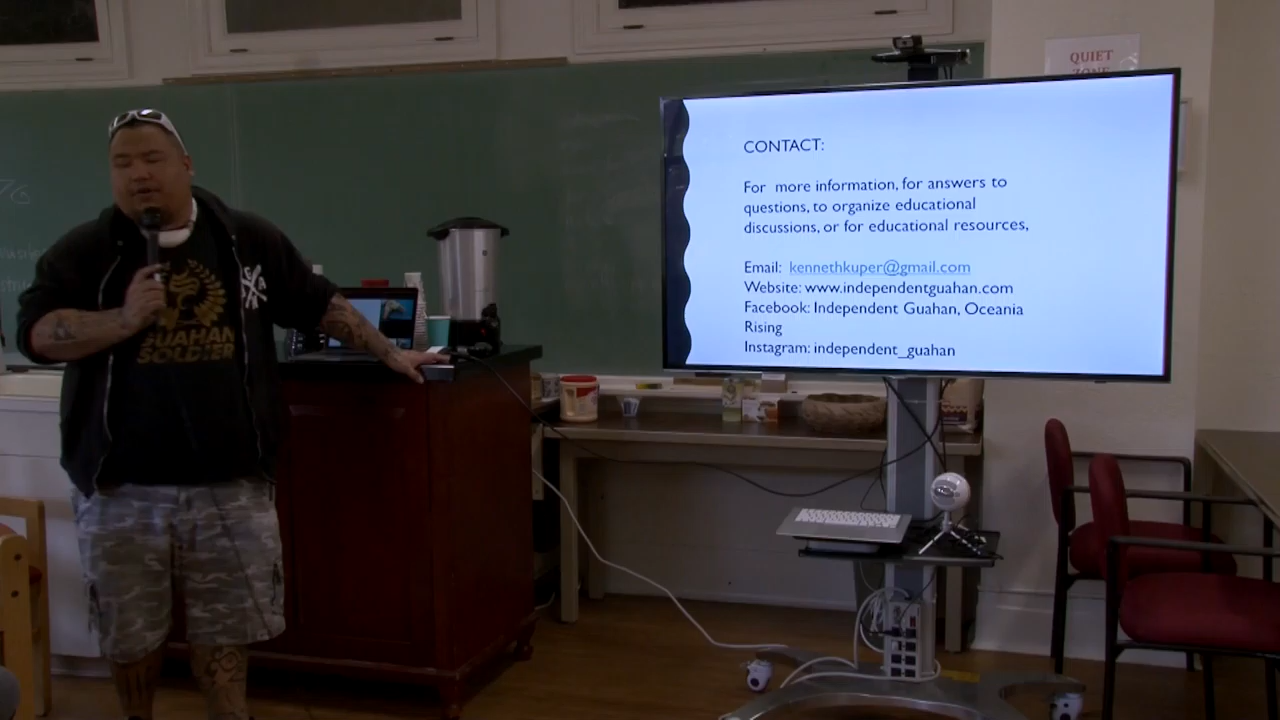 QUIET
ZONE
CONTACT:
For more information, for answers to
questions, to organize educational
discussions, or for educational resources,
Email: kennethkuper@gmail.com
Website: www.independentguahan.com
Facebook: Independent Guahan, Oceania
Rising
Instagram: independent_guahan
GUAHAN
SOLDIER